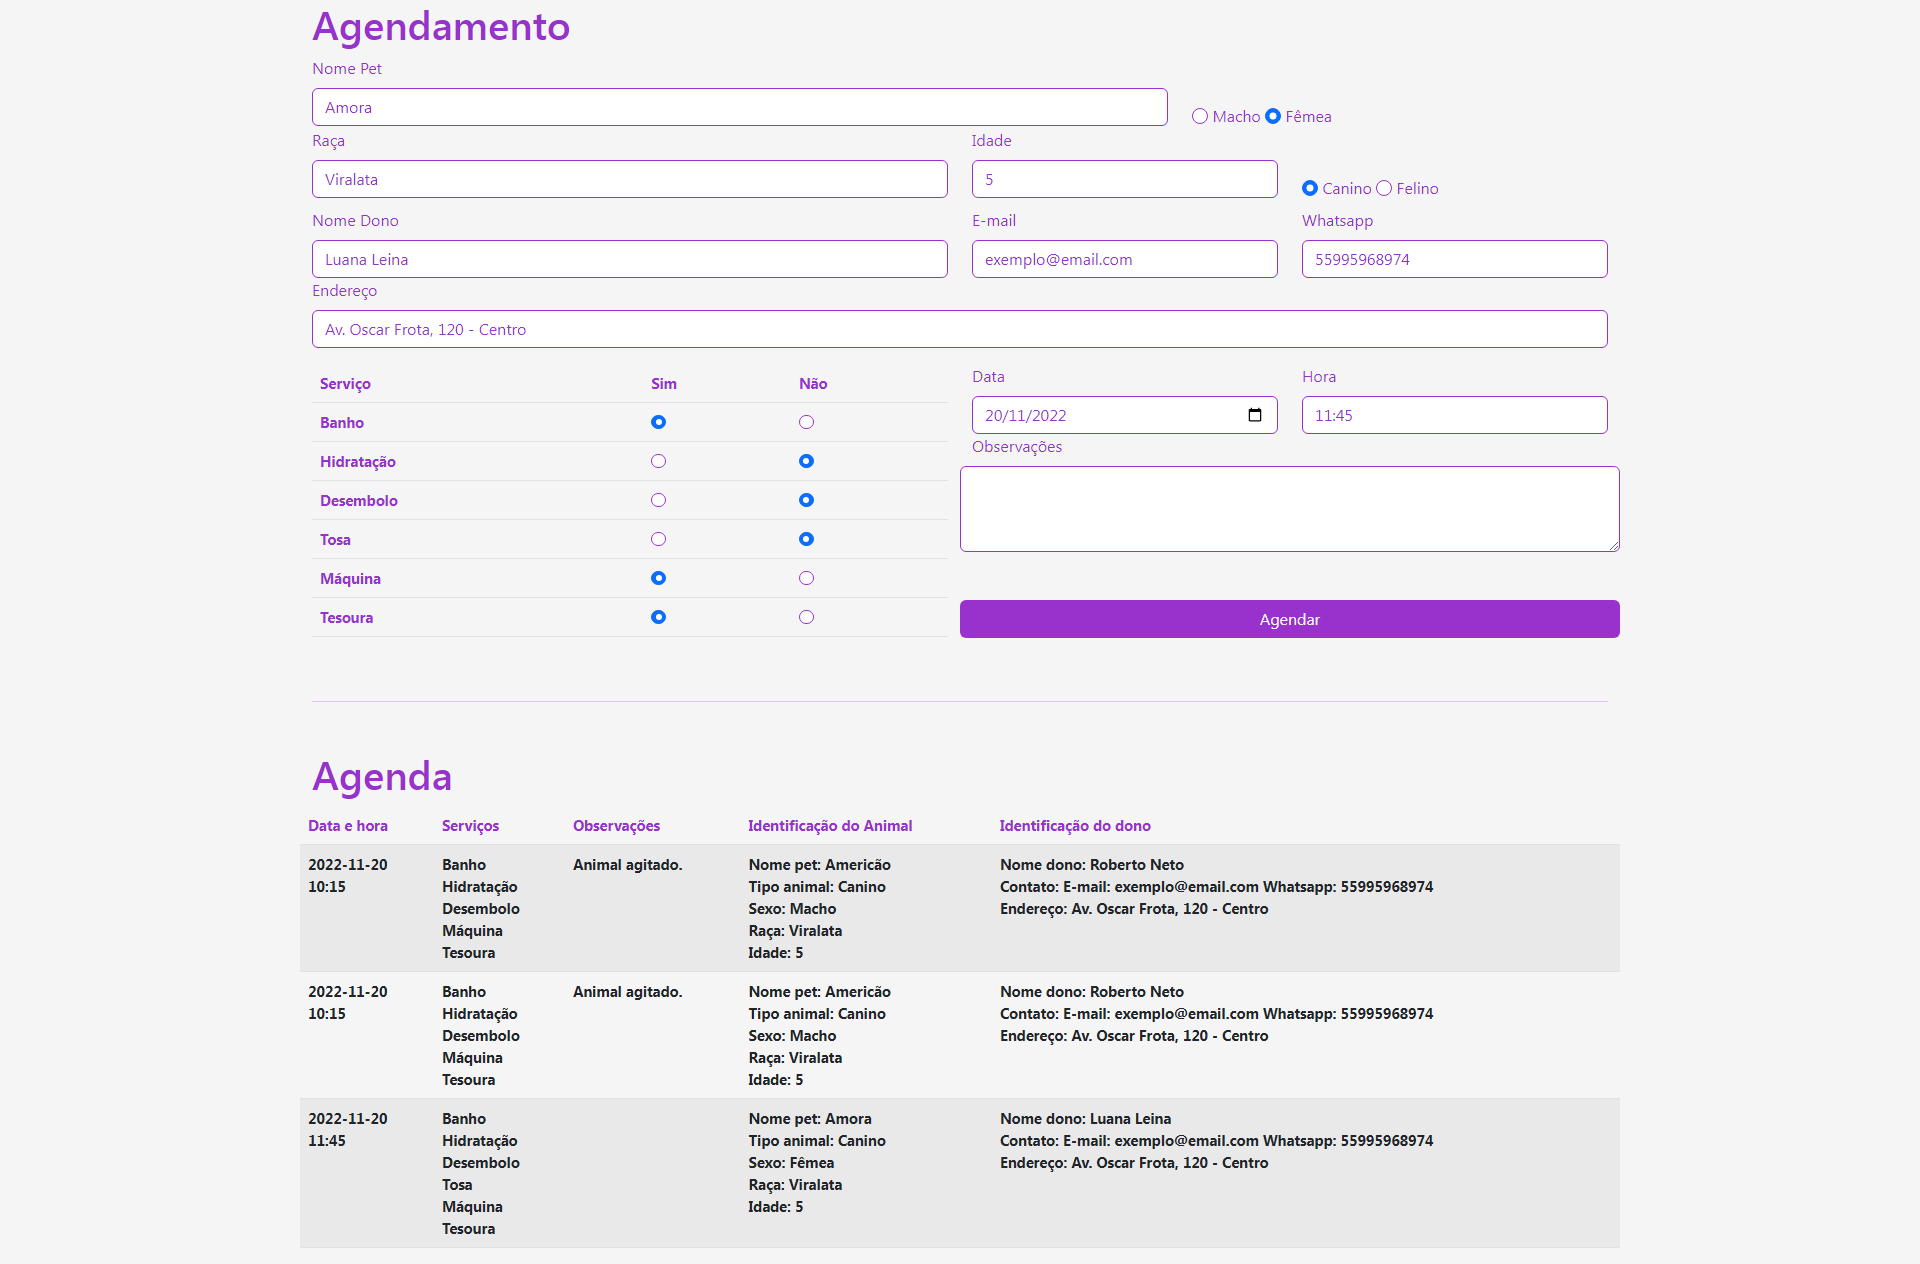 Agendamento
Nome Pet
Amora
Macho Fêmea
Raça Idade
Viralata 5 Canino Felino
Nome Dono E-mail Whatsapp
Luana Leina exemplo@email.com 55995968974
Endereço
Av. Oscar Frota, 120 - Centro
Serviço Sim Não
Banho
Hidratação
Desembolo
Tosa
Máquina
Tesoura
Data Hora
20/11/2022 11:45
Observações
Agendar
Agenda
Data e hora Serviços Observações Identificação do Animal Identificação do dono
2022-11-20 Banho Animal agitado. Nome pet: Americão Nome dono: Roberto Neto
10:15 Hidratação Tipo animal: Canino Contato: E-mail: exemplo@email.com Whatsapp: 55995968974
Desembolo Sexo: Macho Endereço: Av. Oscar Frota, 120 - Centro
Máquina Raça: Viralata
Tesoura Idade: 5
2022-11-20 Banho Animal agitado. Nome pet: Americão Nome dono: Roberto Neto
10:15 Hidratação Tipo animal: Canino Contato: E-mail: exemplo@email.com Whatsapp: 55995968974
Desembolo Sexo: Macho Endereço: Av. Oscar Frota, 120 - Centro
Máquina Raça: Viralata
Tesoura Idade: 5
2022-11-20 Banho Nome pet: Amora Nome dono: Luana Leina
11:45 Hidratação Tipo animal: Canino Contato: E-mail: exemplo@email.com Whatsapp: 55995968974
Desembolo Sexo: Fêmea Endereço: Av. Oscar Frota, 120 - Centro
Tosa Raça: Viralata
Máquina Idade: 5
Tesoura